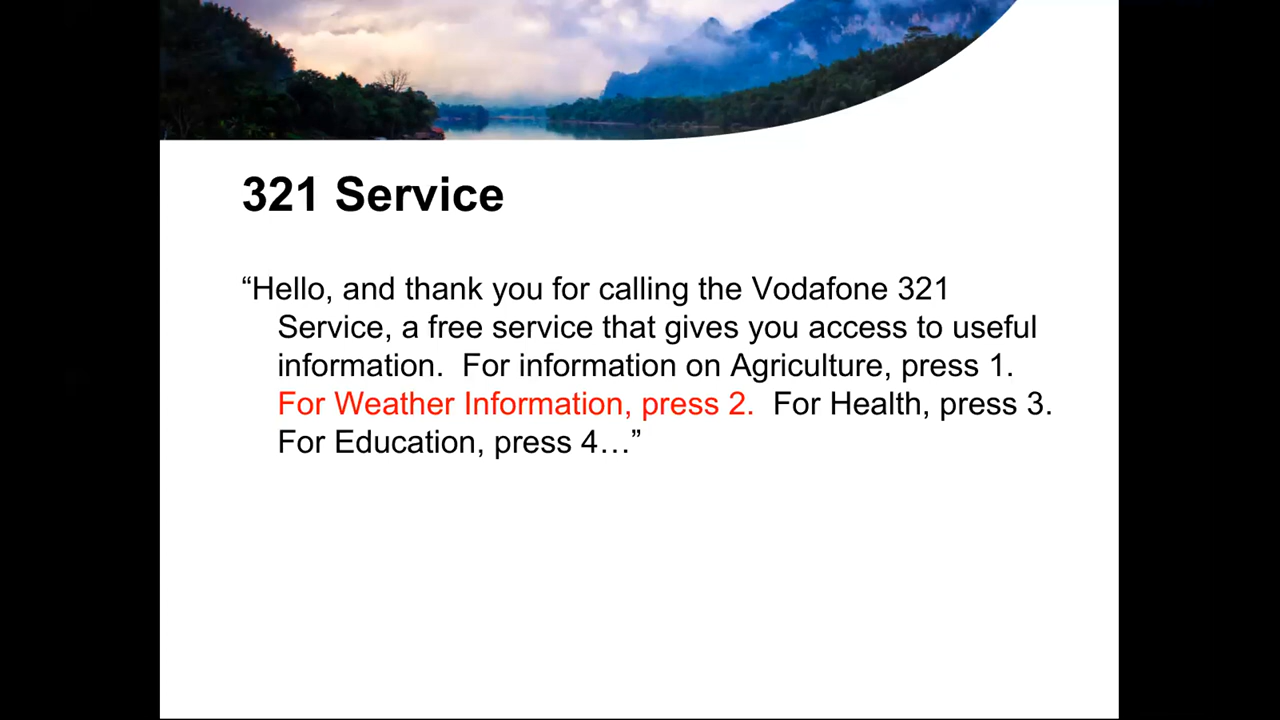 321 Service
“Hello, and thank you for calling the Vodafone 321
Service, a free service that gives you access to useful
information.  For information on Agriculture, press 1.
For Weather Information, press 2.  For Health, press 3.
For Education, press 4…”